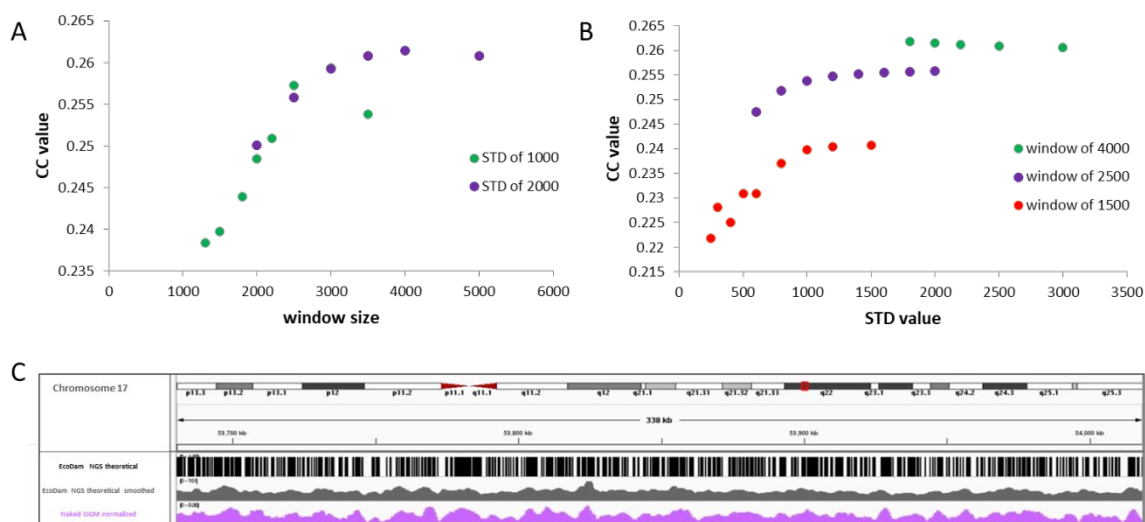 A
0.265
0.26
0.255
0.25
0.245
0.24
0.235
CC value
0 1000 2000 3000 4000 5000 6000
window size
STD of 1000
STD of 2000
B
0.265
0.26
0.255
0.25
0.245
0.24
0.235
0.23
0.225
0.22
0.215
CC value
0 500 1000 1500 2000 2500 3000 3500
STD value
window of 4000
window of 2500
window of 1500
C
Chromosome 17
p13.3 p13.2 p13.1 p12 p11.2 p11.1 q11.1 q11.2 q12 q21.1 q21.31 q21.32 q21.33 q22 q23.1 q23.3 q24.2 q24.3 q25.1 q25.3
338 kb
53,700 kb 53,800 kb 53,900 kb 54,000 kb
EcoDam NGS theoretical
EcoDam NGS theoretical smoothed
Naked OGM normalized